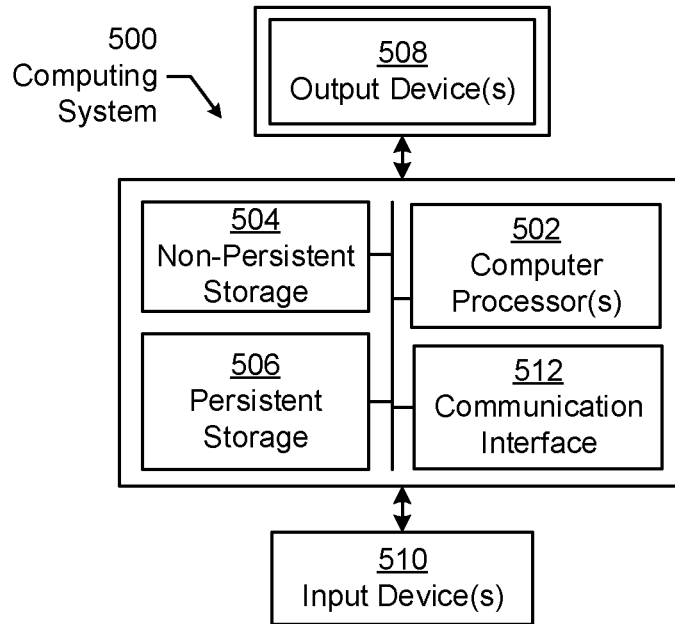 500
Computing
System
508
Output Device(s)
504
Non-Persistent
Storage
502
Computer
Processor(s)
506
Persistent
Storage
512
Communication
Interface
510
Input Device(s)